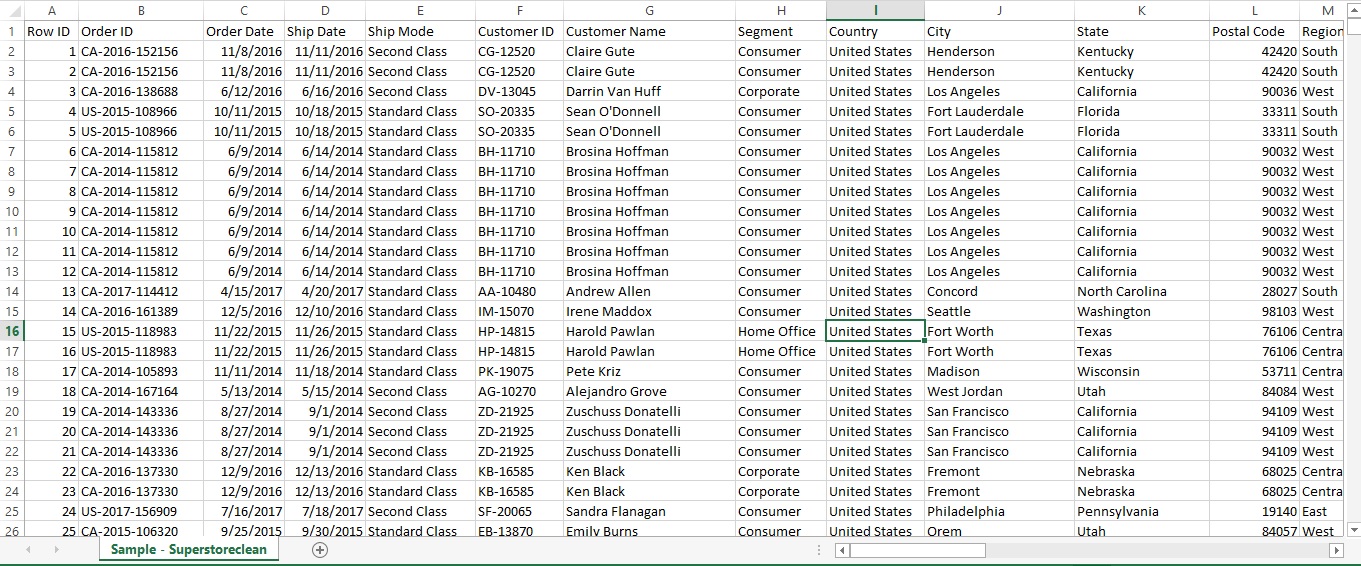 A B C D E F G H I J K L M
1 Row ID Order ID Order Date Ship Date Ship Mode Customer ID Customer Name Segment Country City State Postal Code Region
2 1 CA-2016-152156 11/8/2016 11/11/2016 Second Class CG-12520 Claire Gute Consumer United States Henderson Kentucky 42420 South
3 2 CA-2016-152156 11/8/2016 11/11/2016 Second Class CG-12520 Claire Gute Consumer United States Henderson Kentucky 42420 South
4 3 CA-2016-138688 6/12/2016 6/16/2016 Second Class DV-13045 Darrin Van Huff Corporate United States Los Angeles California 90036 West
5 4 US-2015-108966 10/11/2015 10/18/2015 Standard Class SO-20335 Sean O'Donnell Consumer United States Fort Lauderdale Florida 33311 South
6 5 US-2015-108966 10/11/2015 10/18/2015 Standard Class SO-20335 Sean O'Donnell Consumer United States Fort Lauderdale Florida 33311 South
7 6 CA-2014-115812 6/9/2014 6/14/2014 Standard Class BH-11710 Brosina Hoffman Consumer United States Los Angeles California 90032 West
8 7 CA-2014-115812 6/9/2014 6/14/2014 Standard Class BH-11710 Brosina Hoffman Consumer United States Los Angeles California 90032 West
9 8 CA-2014-115812 6/9/2014 6/14/2014 Standard Class BH-11710 Brosina Hoffman Consumer United States Los Angeles California 90032 West
10 9 CA-2014-115812 6/9/2014 6/14/2014 Standard Class BH-11710 Brosina Hoffman Consumer United States Los Angeles California 90032 West
11 10 CA-2014-115812 6/9/2014 6/14/2014 Standard Class BH-11710 Brosina Hoffman Consumer United States Los Angeles California 90032 West
12 11 CA-2014-115812 6/9/2014 6/14/2014 Standard Class BH-11710 Brosina Hoffman Consumer United States Los Angeles California 90032 West
13 12 CA-2014-115812 6/9/2014 6/14/2014 Standard Class BH-11710 Brosina Hoffman Consumer United States Los Angeles California 90032 West
14 13 CA-2017-114412 4/15/2017 4/20/2017 Standard Class AA-10480 Andrew Allen Consumer United States Concord North Carolina 28027 South
15 14 CA-2016-161389 12/5/2016 12/10/2016 Standard Class IM-15070 Irene Maddox Consumer United States Seattle Washington 98103 West
16 15 US-2015-118983 11/22/2015 11/26/2015 Standard Class HP-14815 Harold Pawlan Home Office United States Fort Worth Texas 76106 Centra
17 16 US-2015-118983 11/22/2015 11/26/2015 Standard Class HP-14815 Harold Pawlan Home Office United States Fort Worth Texas 76106 Centra
18 17 CA-2014-105893 11/11/2014 11/18/2014 Standard Class PK-19075 Pete Kriz Consumer United States Madison Wisconsin 53711 Centra
19 18 CA-2014-167164 5/13/2014 5/15/2014 Second Class AG-10270 Alejandro Grove Consumer United States West Jordan Utah 84084 West
20 19 CA-2014-143336 8/27/2014 9/1/2014 Second Class ZD-21925 Zuschuss Donatelli Consumer United States San Francisco California 94109 West
21 20 CA-2014-143336 8/27/2014 9/1/2014 Second Class ZD-21925 Zuschuss Donatelli Consumer United States San Francisco California 94109 West
22 21 CA-2014-143336 8/27/2014 9/1/2014 Second Class ZD-21925 Zuschuss Donatelli Consumer United States San Francisco California 94109 West
23 22 CA-2016-137330 12/9/2016 12/13/2016 Standard Class KB-16585 Ken Black Corporate United States Fremont Nebraska 68025 Centra
24 23 CA-2016-137330 12/9/2016 12/13/2016 Standard Class KB-16585 Ken Black Corporate United States Fremont Nebraska 68025 Centra
25 24 US-2017-156909 7/16/2017 7/18/2017 Second Class SF-20065 Sandra Flanagan Consumer United States Philadelphia Pennsylvania 19140 East
26 25 CA-2015-106320 9/25/2015 9/30/2015 Standard Class EB-13870 Emily Burns Consumer United States Orem Utah 84057 West
Sample - Superstoreclean